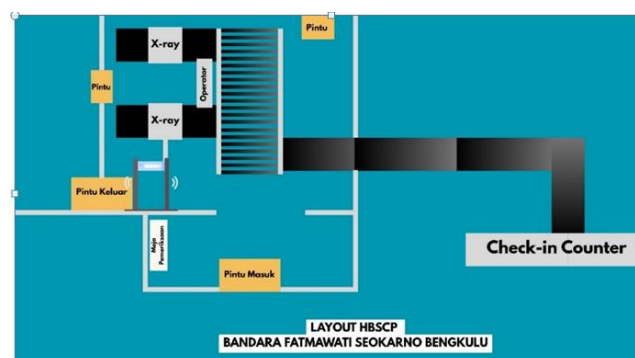 X-ray
Pintu
Pintu
Operator
X-ray
Pintu Keluar
Meja
Pemeriksaan
Pintu Masuk
Check-in Counter
LAYOUT HBSCP
BANDARA FATMAWATI SEOKARNO BENGKULU